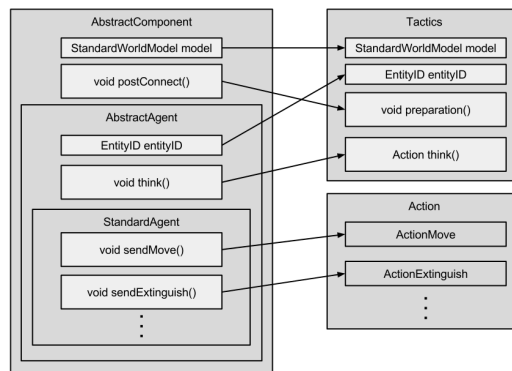 AbstractComponent
StandardWorldModel model
void postConnect()
AbstractAgent
EntityID entityID
void think()
StandardAgent
void sendMove()
void sendExtinguish()
Tactics
StandardWorldModel model
EntityID entityID
void preparation()
Action think()
Action
ActionMove
ActionExtinguish